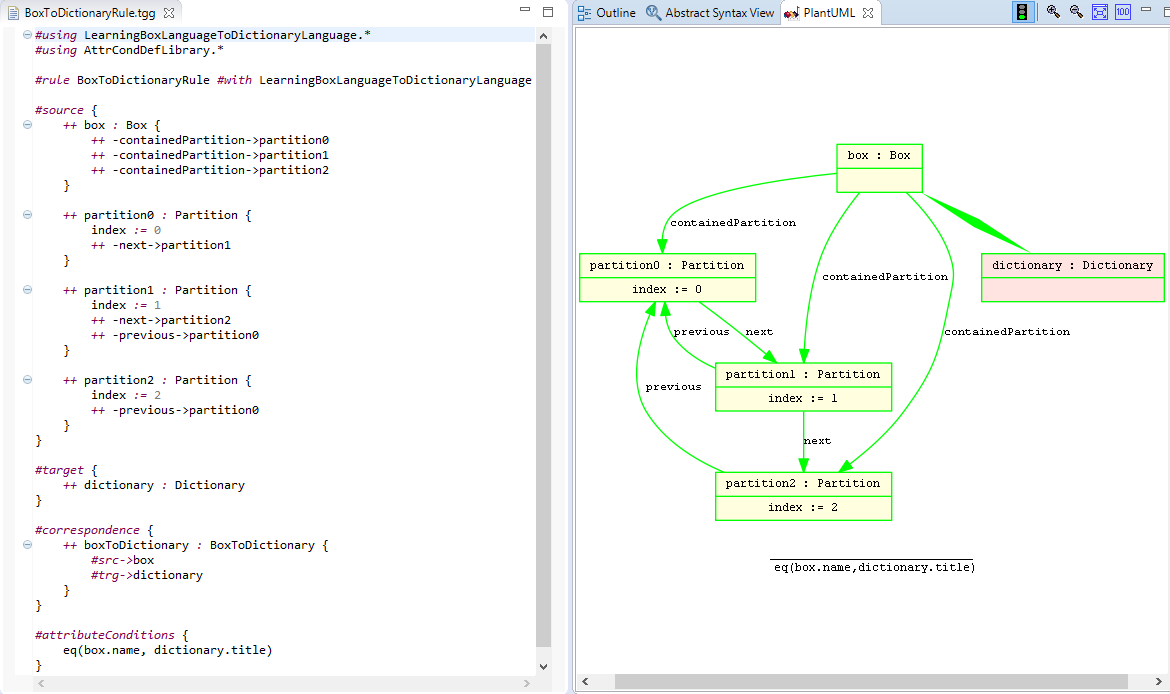 BoxToDictionaryRule.tgg
#using LearningBoxLanguageToDictionaryLanguage.*
#using AttrCondDefLibrary.*
#rule BoxToDictionaryRule #with LearningBoxLanguageToDictionaryLanguage
#source {
++ box : Box {
++ -containedPartition->partition0
++ -containedPartition->partition1
++ -containedPartition->partition2
}
++ partition0 : Partition {
index := 0
++ -next->partition1
}
++ partition1 : Partition {
index := 1
++ -next->partition2
++ -previous->partition0
}
++ partition2 : Partition {
index := 2
++ -previous->partition0
}
}
#target {
++ dictionary : Dictionary
}
#correspondence {
++ boxToDictionary : BoxToDictionary {
#src->box
#trg->dictionary
}
}
#attributeConditions {
eq(box.name, dictionary.title)
}
Outline Abstract Syntax View PlantUML 100
box : Box
containedPartition
partition0 : Partition
index := 0
dictionary : Dictionary
containedPartition
previous next
containedPartition
partition1 : Partition
index := 1
previous
next
partition2 : Partition
index := 2
eq(box.name,dictionary.title)